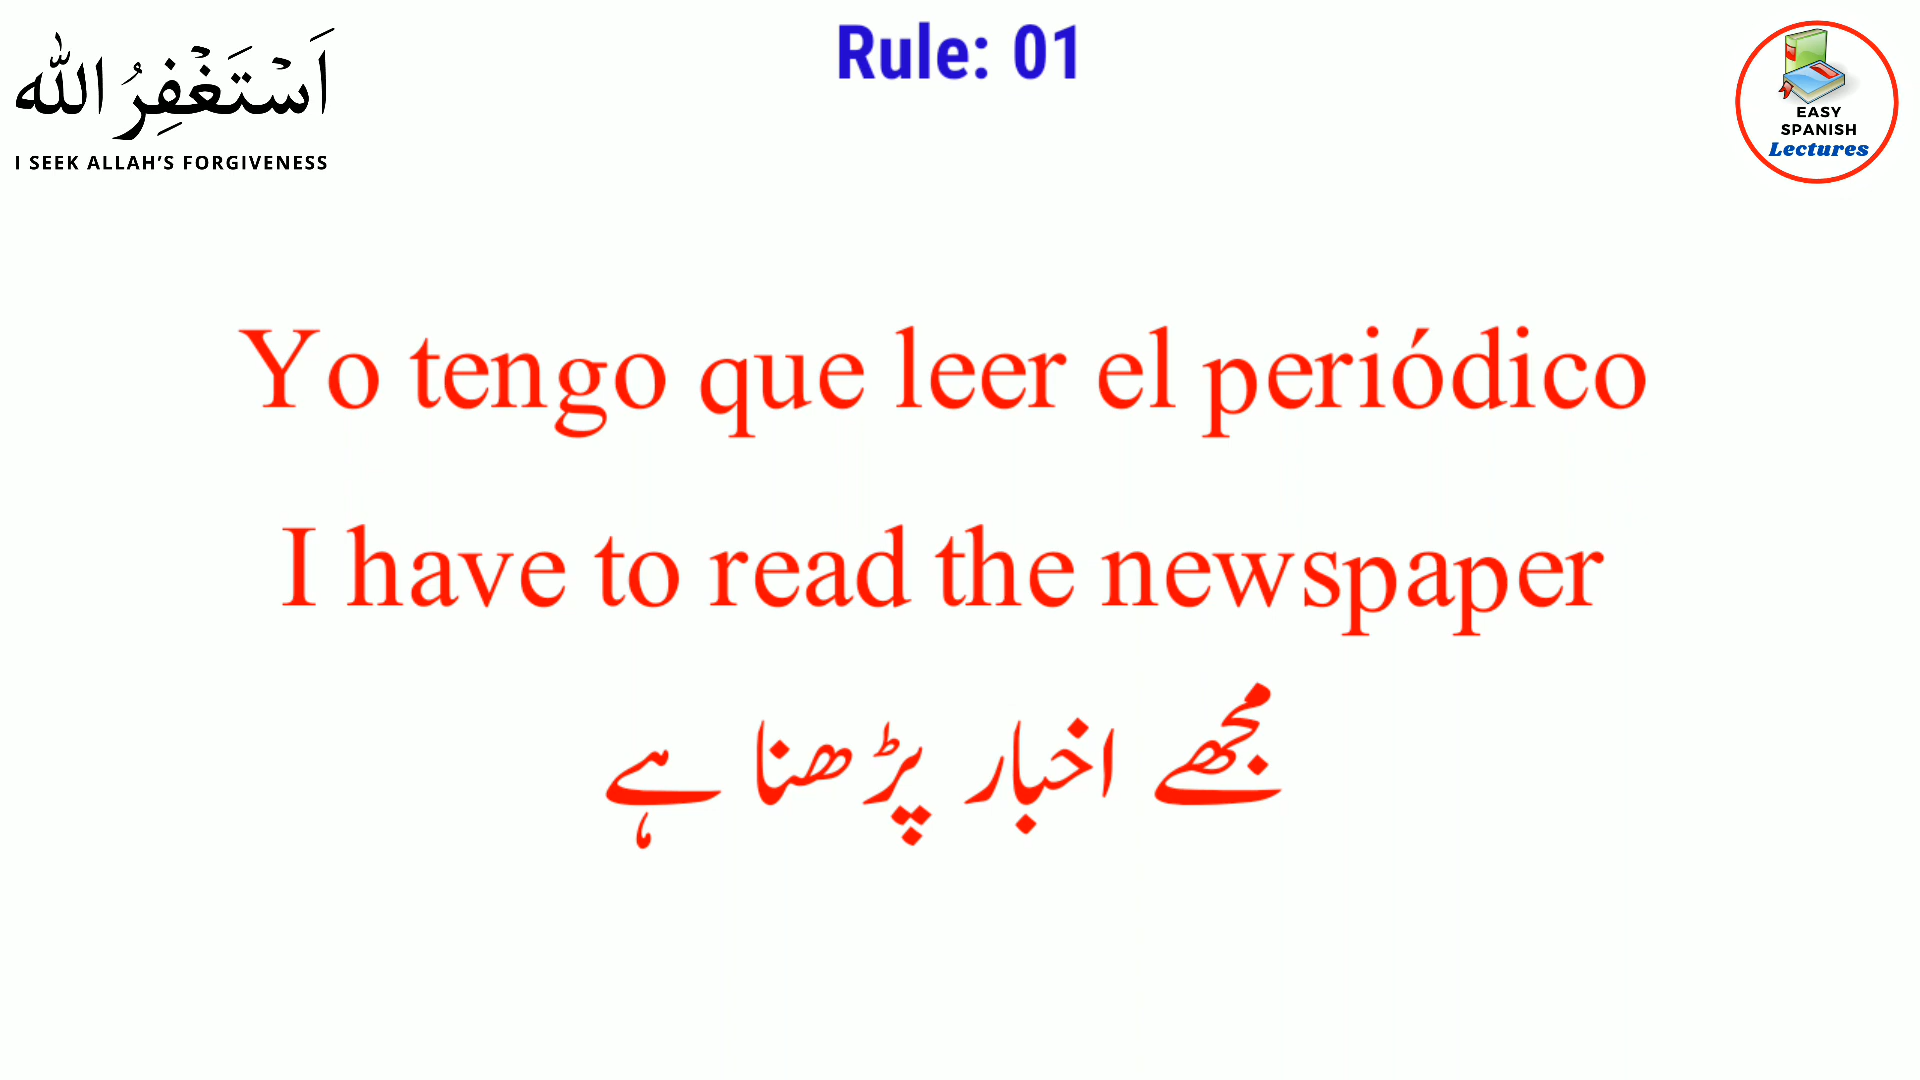 Rule: 01
اَسْتَغْفِرُ الله
I SEEK ALLAH'S FORGIVENESS
EASY
SPANISH
Lectures
Yo tengo que leer el periódico
I have to read the newspaper
مجھے اخبار پڑھنا ہے